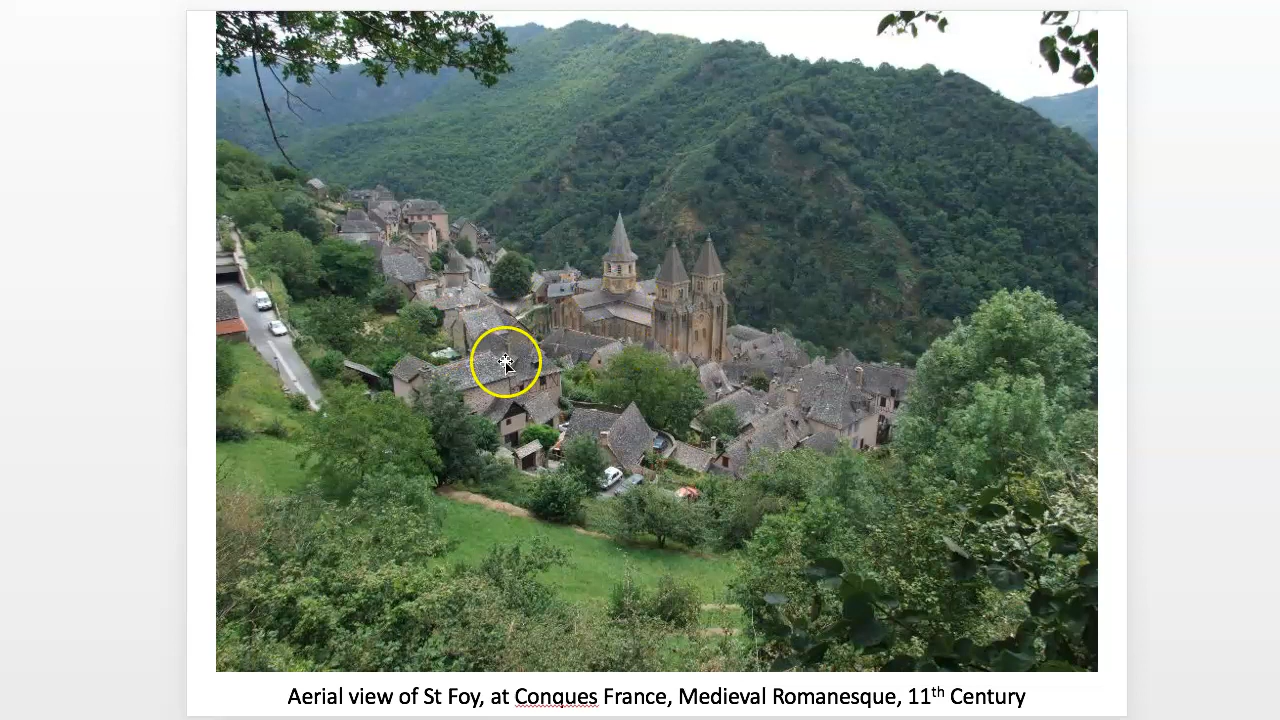 Aerial view of St Foy, at Conques France, Medieval Romanesque, 11th Century